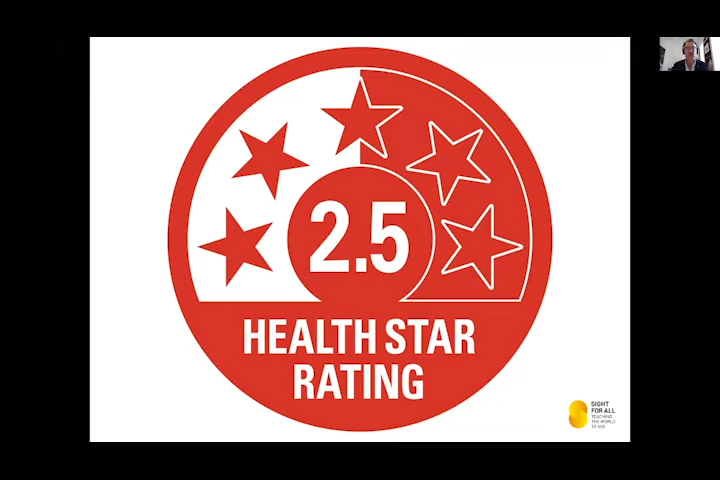 2.5
HEALTH STAR
RATING
SIGHT
FOR ALL
TEACHING
THE WORLD
TO SEE